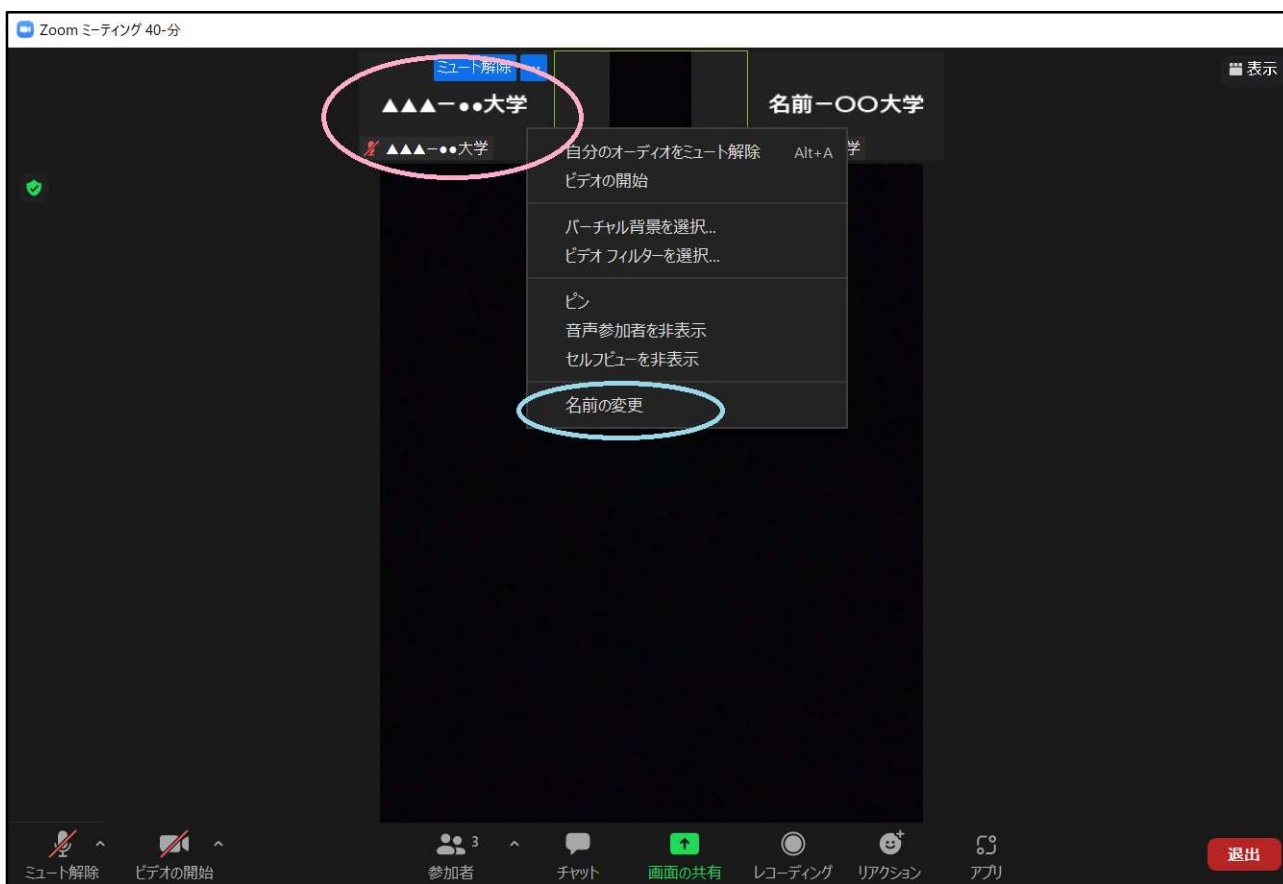 Zoom ミーティング 40-分
ミュート解除 ...
表示
▲▲▲ー●●大学
名前ー〇〇大学
▲▲▲ー●●大学
学
自分のオーディオをミュート解除 Alt+A
ビデオの開始
バーチャル背景を選択...
ビデオ フィルターを選択...
ピン
音声参加者を非表示
セルフビューを非表示
名前の変更
3
ミュート解除 ビデオの開始 参加者 チャット 画面の共有 レコーディング リアクション アプリ 退出